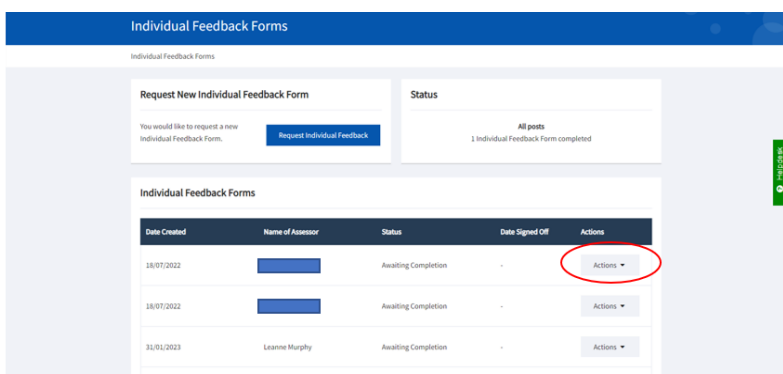 Individual Feedback Forms
Individual Feedback Forms
Request New Individual Feedback Form
Status
You would like to request a new
Individual Feedback Form.
Request Individual Feedback
All posts
1 Individual Feedback Form completed
Helpdesk
Individual Feedback Forms
Date Created Name of Assessor Status Date Signed Off Actions
18/07/2022 Awaiting Completion - Actions
18/07/2022 Awaiting Completion - Actions
31/01/2023 Leanne Murphy Awaiting Completion - Actions